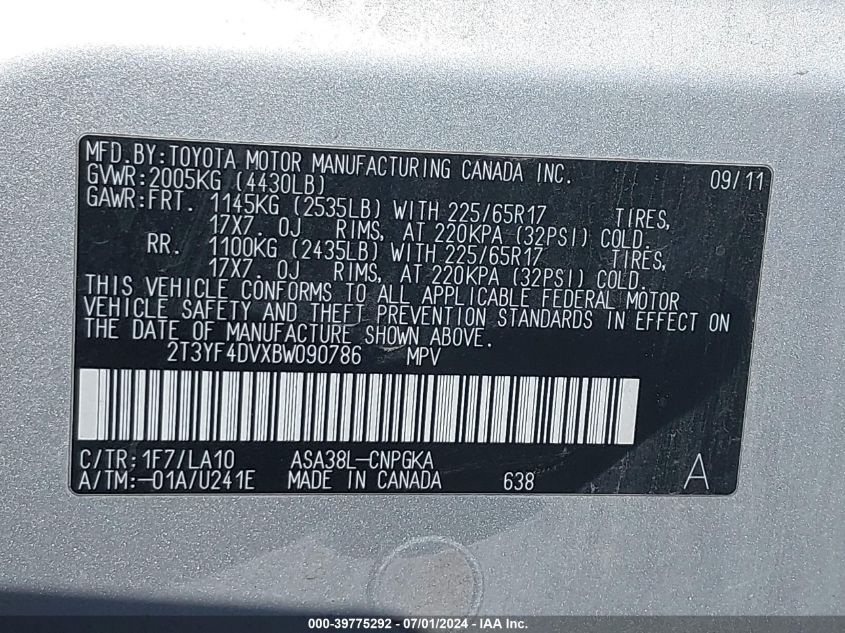 MFD.BY:TOYOTA MOTOR MANUFACTURING CANADA INC. 09/11
GVWR:2005KG (4430LB)
GAWR:FRT. 1145KG (2535LB) WITH 225/65R17 TIRES,
17X7. 0J RIMS, AT 220KPA (32PSI) COLD.
RR. 1100KG (2435LB) WITH 225/65R17 TIRES,
17X7. 0J RIMS, AT 220KPA (32PSI) COLD.
THIS VEHICLE CONFORMS TO ALL APPLICABLE FEDERAL MOTOR
VEHICLE SAFETY AND THEFT PREVENTION STANDARDS IN EFFECT ON
THE DATE OF MANUFACTURE SHOWN ABOVE.
2T3YF4DVXBW090786 MPV
C/TR:1F7/LA10 ASA38L-CNPGKA
A/TM:-01A/U241E MADE IN CANADA 638 A
000-39775292 - 07/01/2024 - IAA Inc.